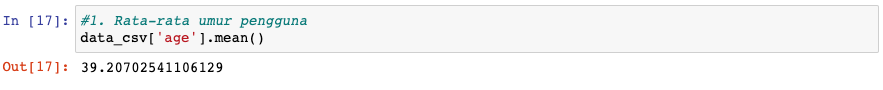 In [17]: #1. Rata-rata umur pengguna
data_csv['age'].mean()
Out[17]: 39.20702541106129